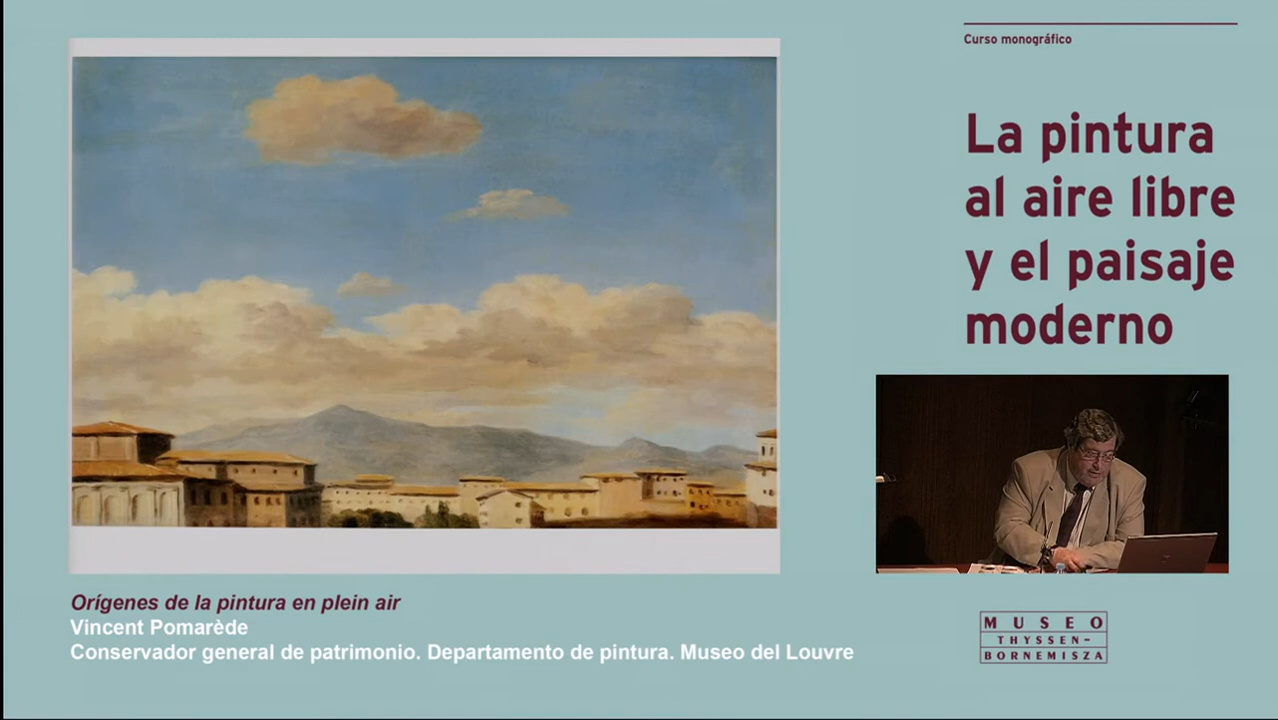 Curso monográfico
La pintura
al aire libre
y el paisaje
moderno
Orígenes de la pintura en plein air
Vincent Pomarède
Conservador general de patrimonio. Departamento de pintura. Museo del Louvre
MUSEO
THYSSEN-
BORNEMISZA